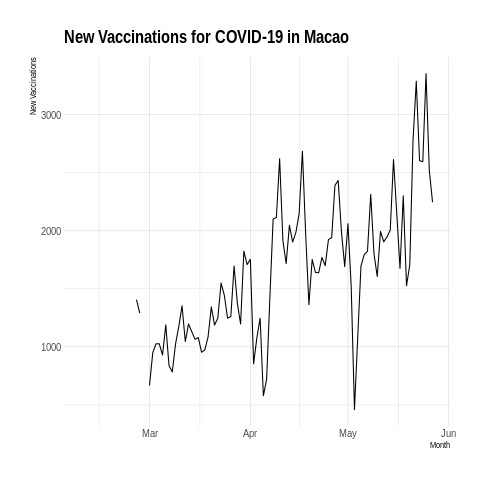 New Vaccinations for COVID-19 in Macao
New Vaccinations
3000
2000
1000
Mar Apr May Jun
Month